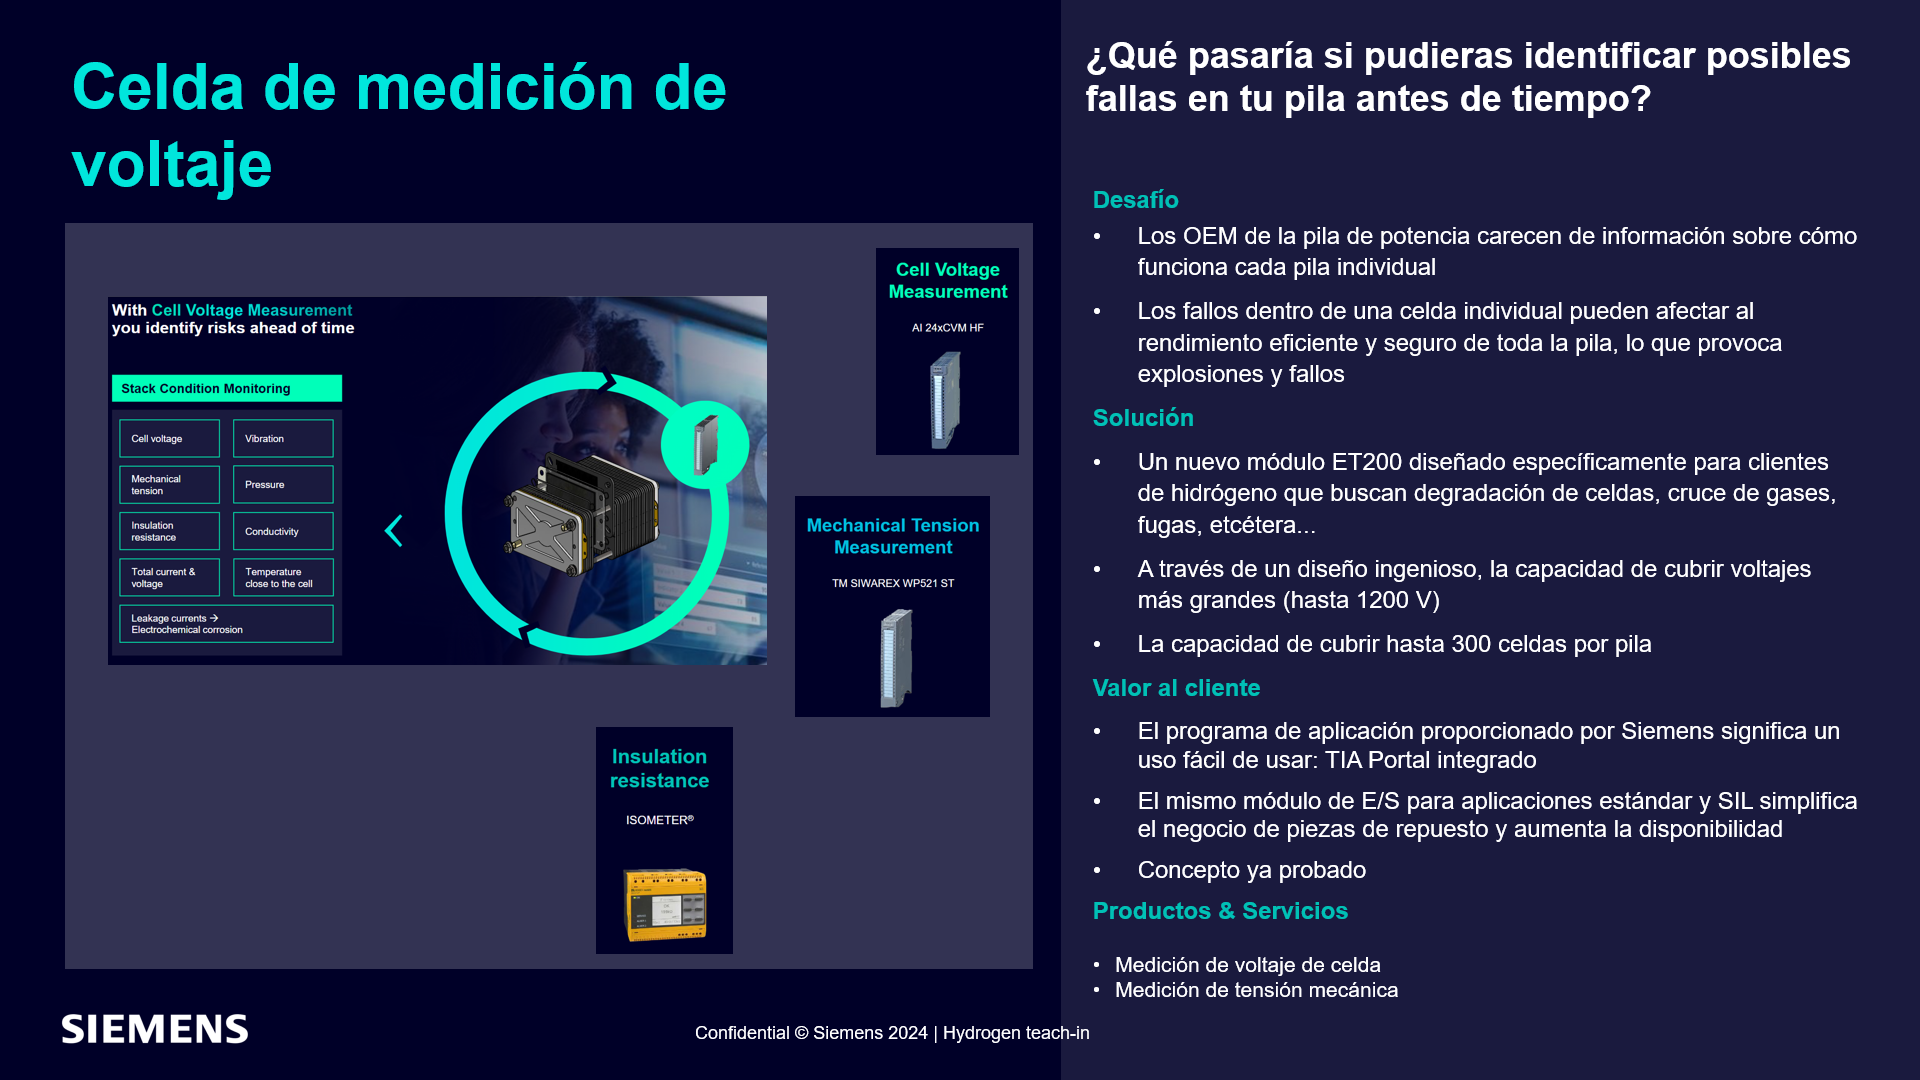 Celda de medición de
voltaje
With Cell Voltage Measurement
you identify risks ahead of time
Stack Condition Monitoring
Cell voltage
Vibration
Mechanical
tension
Pressure
Insulation
resistance
Conductivity
Total current &
voltage
Temperature
close to the cell
Leakage currents →
Electrochemical corrosion
Cell Voltage
Measurement
AI 24xCVM HF
Mechanical Tension
Measurement
TM SIWAREX WP521 ST
Insulation
resistance
ISOMETER®
¿Qué pasaría si pudieras identificar posibles
fallas en tu pila antes de tiempo?
Desafío
• Los OEM de la pila de potencia carecen de información sobre cómo
funciona cada pila individual
• Los fallos dentro de una celda individual pueden afectar al
rendimiento eficiente y seguro de toda la pila, lo que provoca
explosiones y fallos
Solución
• Un nuevo módulo ET200 diseñado específicamente para clientes
de hidrógeno que buscan degradación de celdas, cruce de gases,
fugas, etcétera...
• A través de un diseño ingenioso, la capacidad de cubrir voltajes
más grandes (hasta 1200 V)
• La capacidad de cubrir hasta 300 celdas por pila
Valor al cliente
• El programa de aplicación proporcionado por Siemens significa un
uso fácil de usar: TIA Portal integrado
• El mismo módulo de E/S para aplicaciones estándar y SIL simplifica
el negocio de piezas de repuesto y aumenta la disponibilidad
• Concepto ya probado
Productos & Servicios
• Medición de voltaje de celda
• Medición de tensión mecánica
SIEMENS
Confidential © Siemens 2024 | Hydrogen teach-in